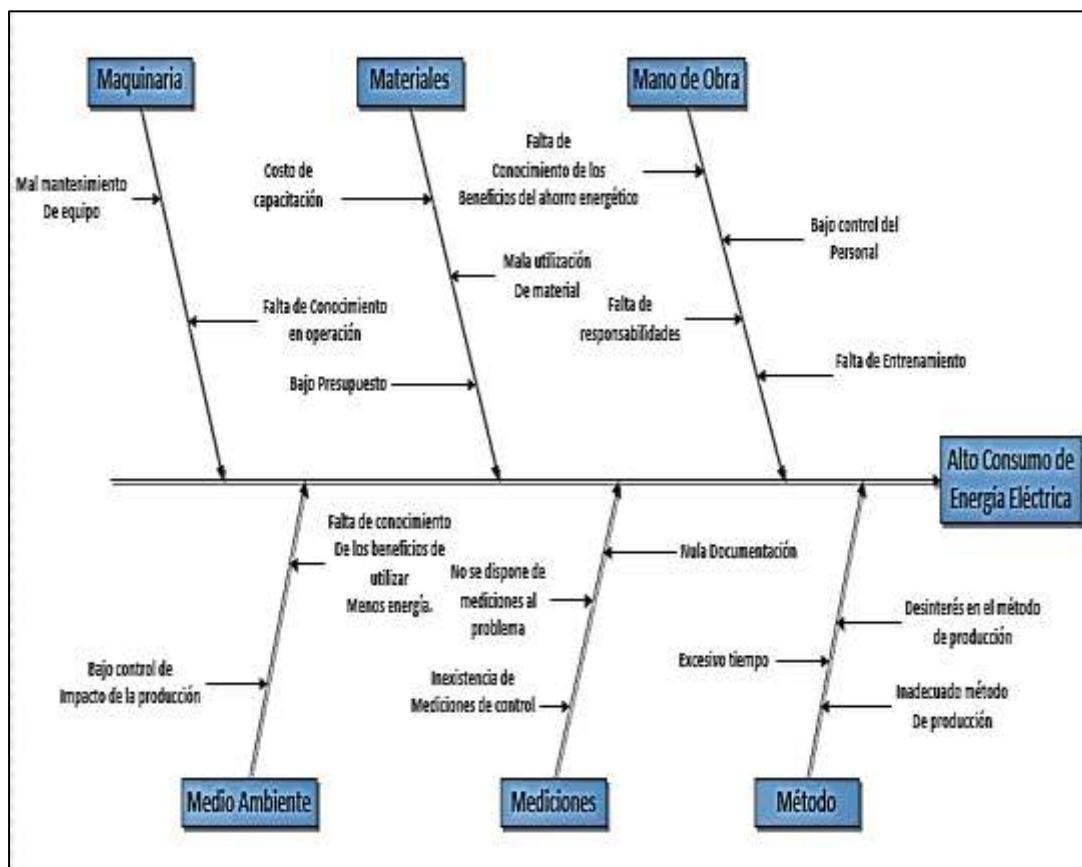 Maquinaria
Materiales
Mano de Obra
Mal mantenimiento
De equipo
Falta de Conocimiento
en operación
Costo de
capacitación
Mala utilización
De material
Bajo Presupuesto
Falta de
Conocimiento de los
Beneficios del ahorro energético
Bajo control del
Personal
Falta de
responsabilidades
Falta de Entrenamiento
Alto Consumo de
Energía Eléctrica
Falta de conocimiento
De los beneficios de
utilizar
Menos energía.
Bajo control de
Impacto de la producción
Nula Documentación
No se dispone de
mediciones al
problema
Inexistencia de
Mediciones de control
Desinterés en el método
de producción
Excesivo tiempo
Inadecuado método
De producción
Medio Ambiente
Mediciones
Método